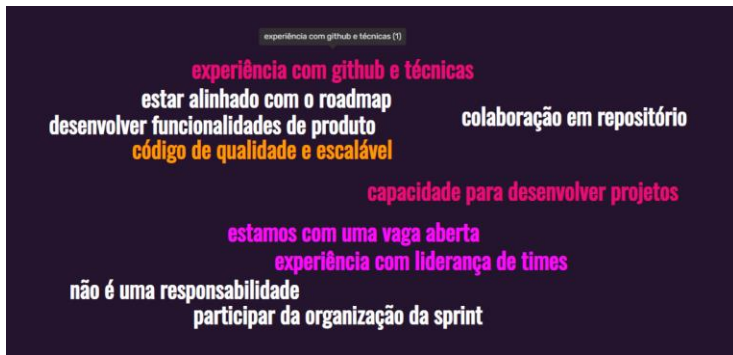 experiência com github e técnicas (1)
experiência com github e técnicas
estar alinhado com o roadmap
colaboração em repositório
desenvolver funcionalidades de produto
código de qualidade e escalável
capacidade para desenvolver projetos
estamos com uma vaga aberta
experiência com liderança de times
não é uma responsabilidade
participar da organização da sprint